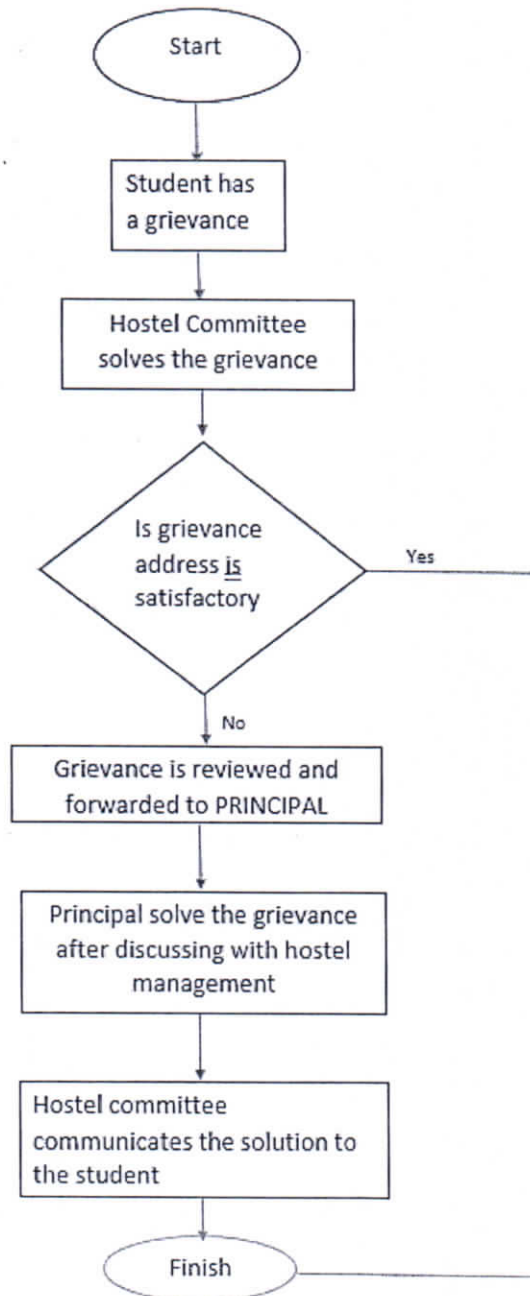 Start
Student has
a grievance
Hostel Committee
solves the grievance
Is grievance
address is
satisfactory
Yes
No
Grievance is reviewed and
forwarded to PRINCIPAL
Principal solve the grievance
after discussing with hostel
management
Hostel committee
communicates the solution to
the student
Finish